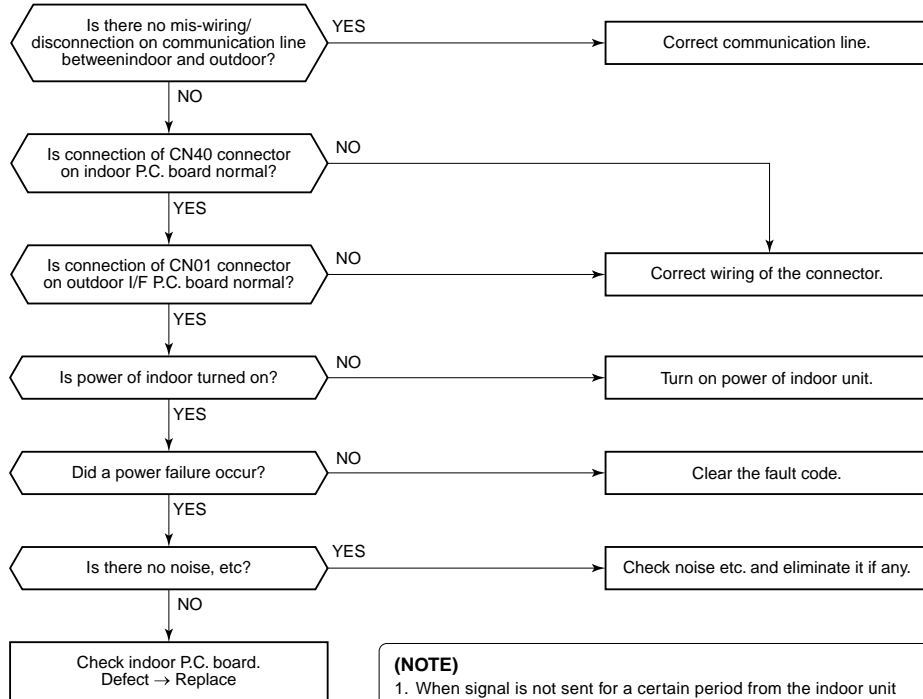 Is there no mis-wiring/
disconnection on communication line
betweenindoor and outdoor?
YES
Correct communication line.
NO
Is connection of CN40 connector
on indoor P.C. board normal?
NO
YES
Is connection of CN01 connector
on outdoor I/F P.C. board normal?
NO
Correct wiring of the connector.
YES
Is power of indoor turned on?
NO
Turn on power of indoor unit.
YES
Did a power failure occur?
NO
Clear the fault code.
YES
Is there no noise, etc?
YES
Check noise etc. and eliminate it if any.
NO
Check indoor P.C. board.
Defect → Replace
(NOTE)
1. When signal is not sent for a certain period from the indoor unit